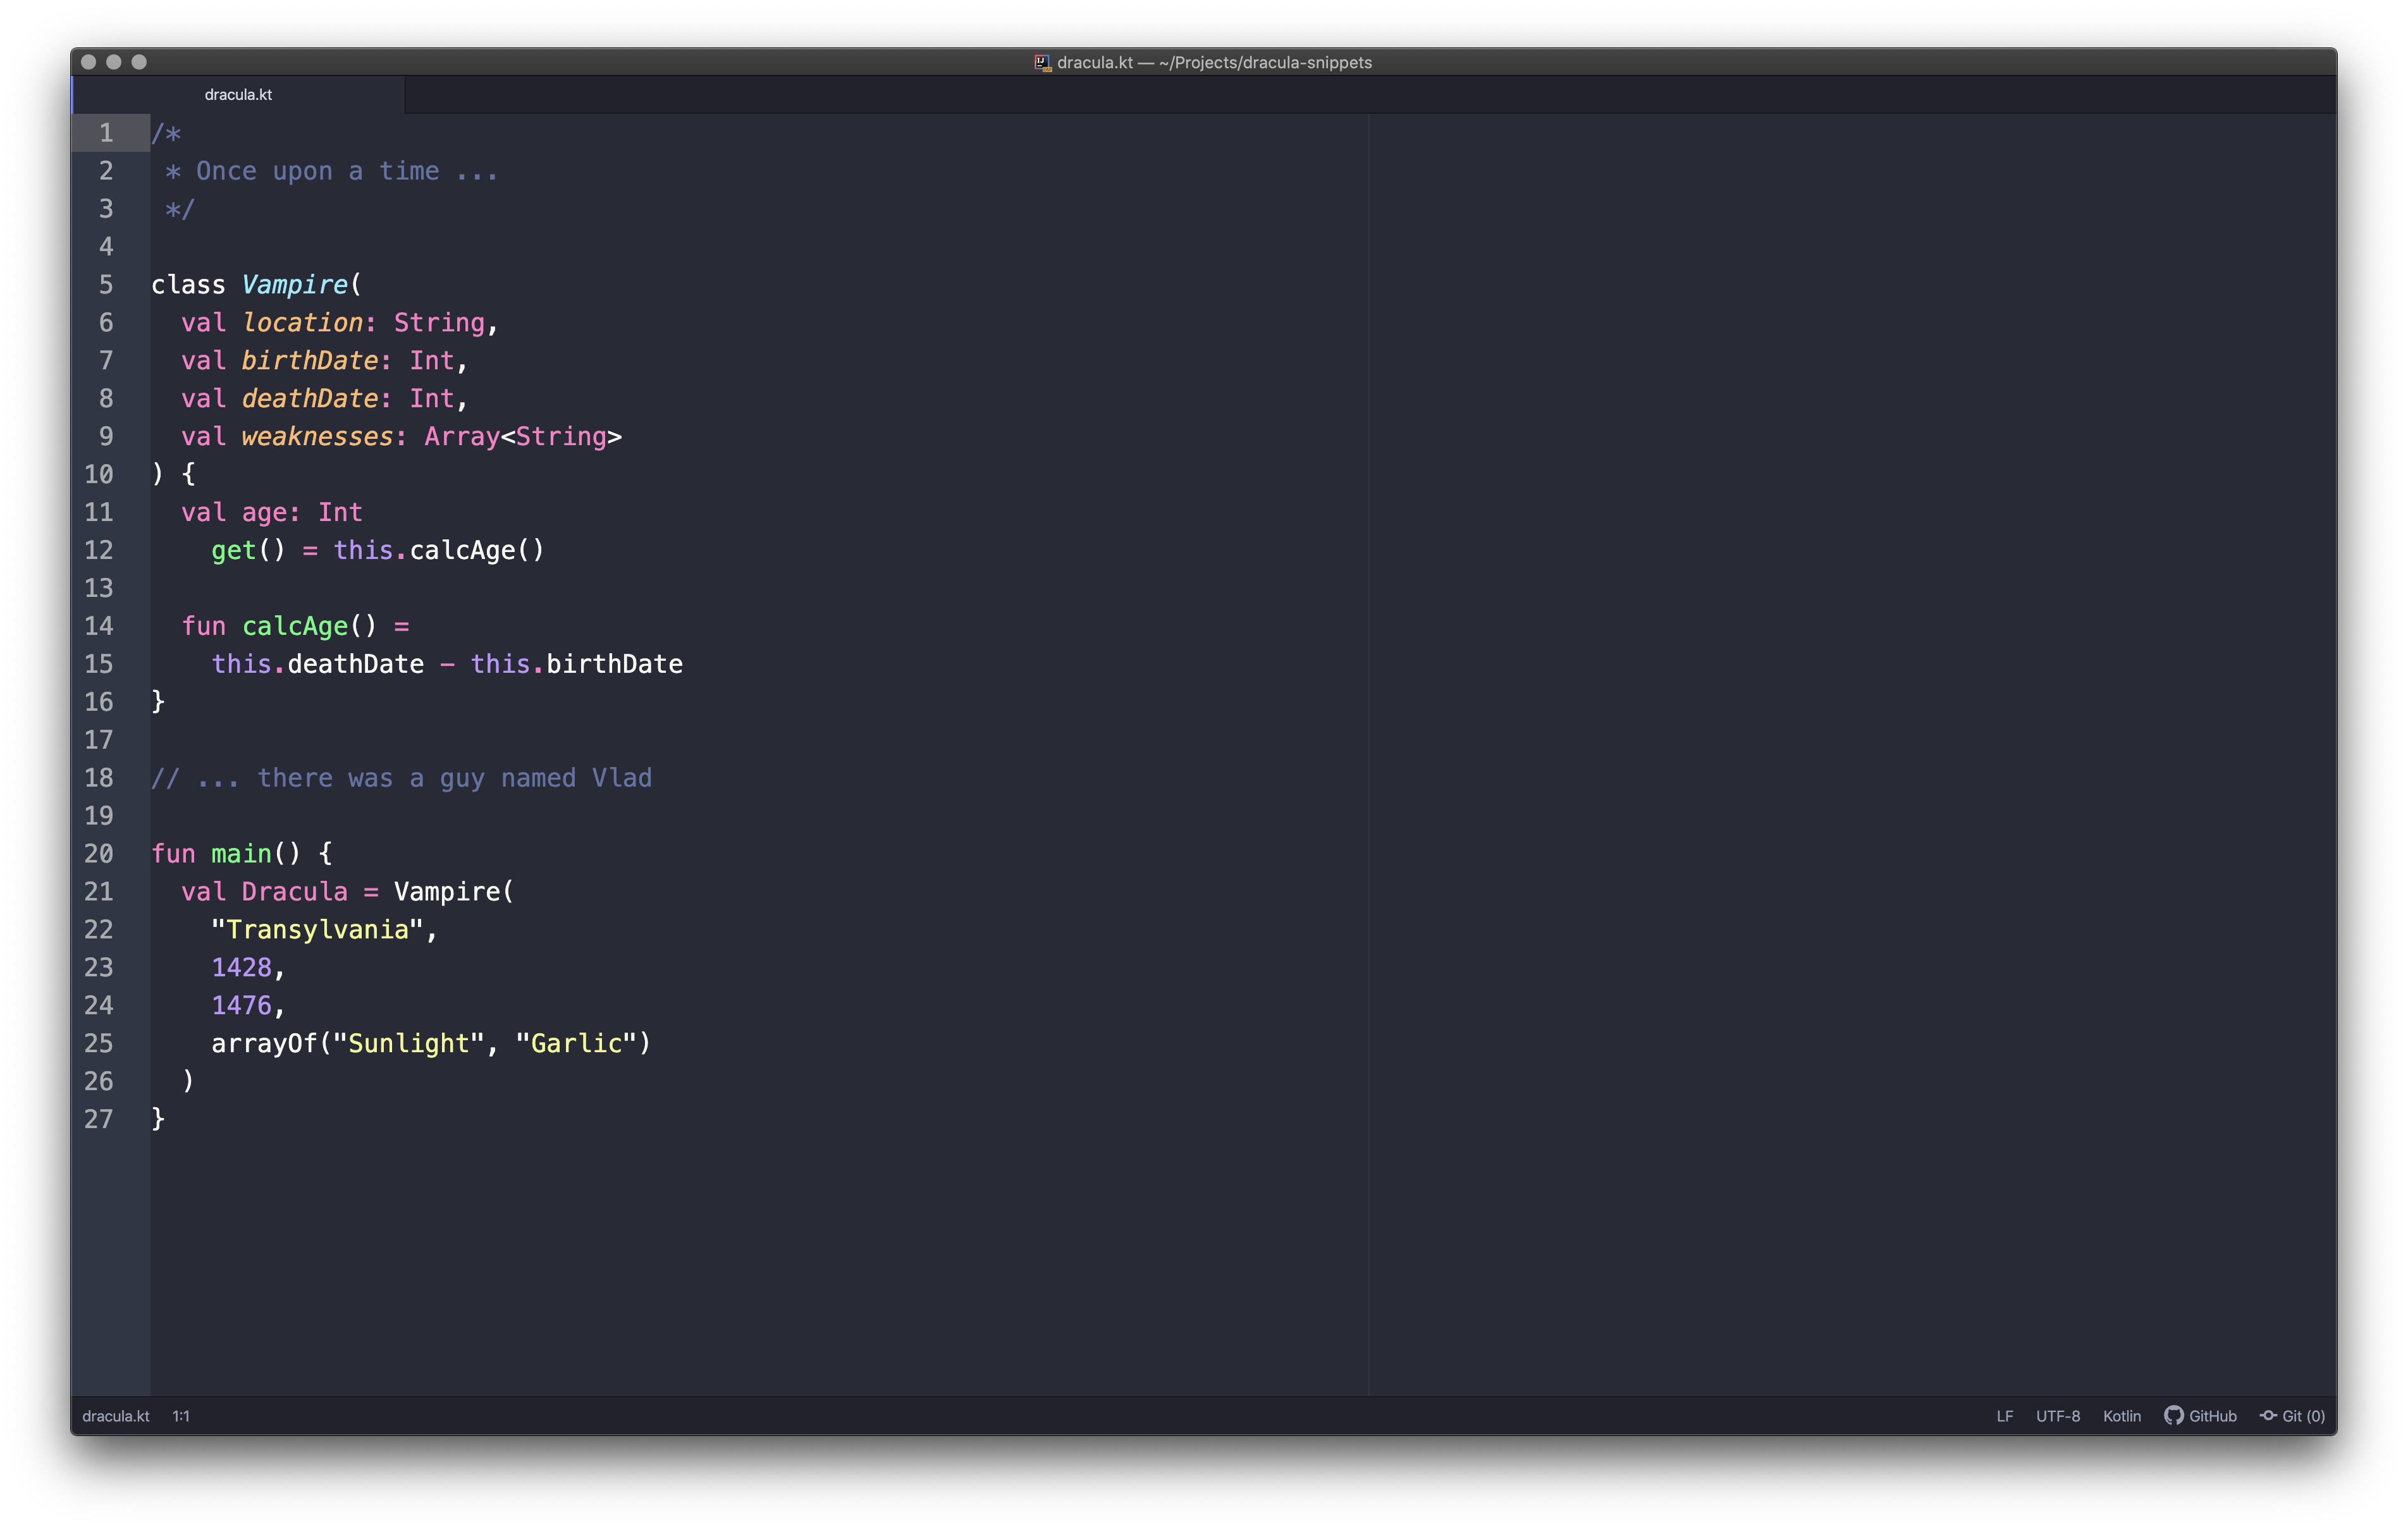 dracula.kt — ~/Projects/dracula-snippets
dracula.kt
1 /*
2  * Once upon a time ...
3  */
4
5 class Vampire(
6   val location: String,
7   val birthDate: Int,
8   val deathDate: Int,
9   val weaknesses: Array<String>
10 ) {
11   val age: Int
12     get() = this.calcAge()
13
14   fun calcAge() =
15     this.deathDate - this.birthDate
16 }
17
18 // ... there was a guy named Vlad
19
20 fun main() {
21   val Dracula = Vampire(
22     "Transylvania",
23     1428,
24     1476,
25     arrayOf("Sunlight", "Garlic")
26   )
27 }
dracula.kt 1:1 LF UTF-8 Kotlin GitHub Git (0)